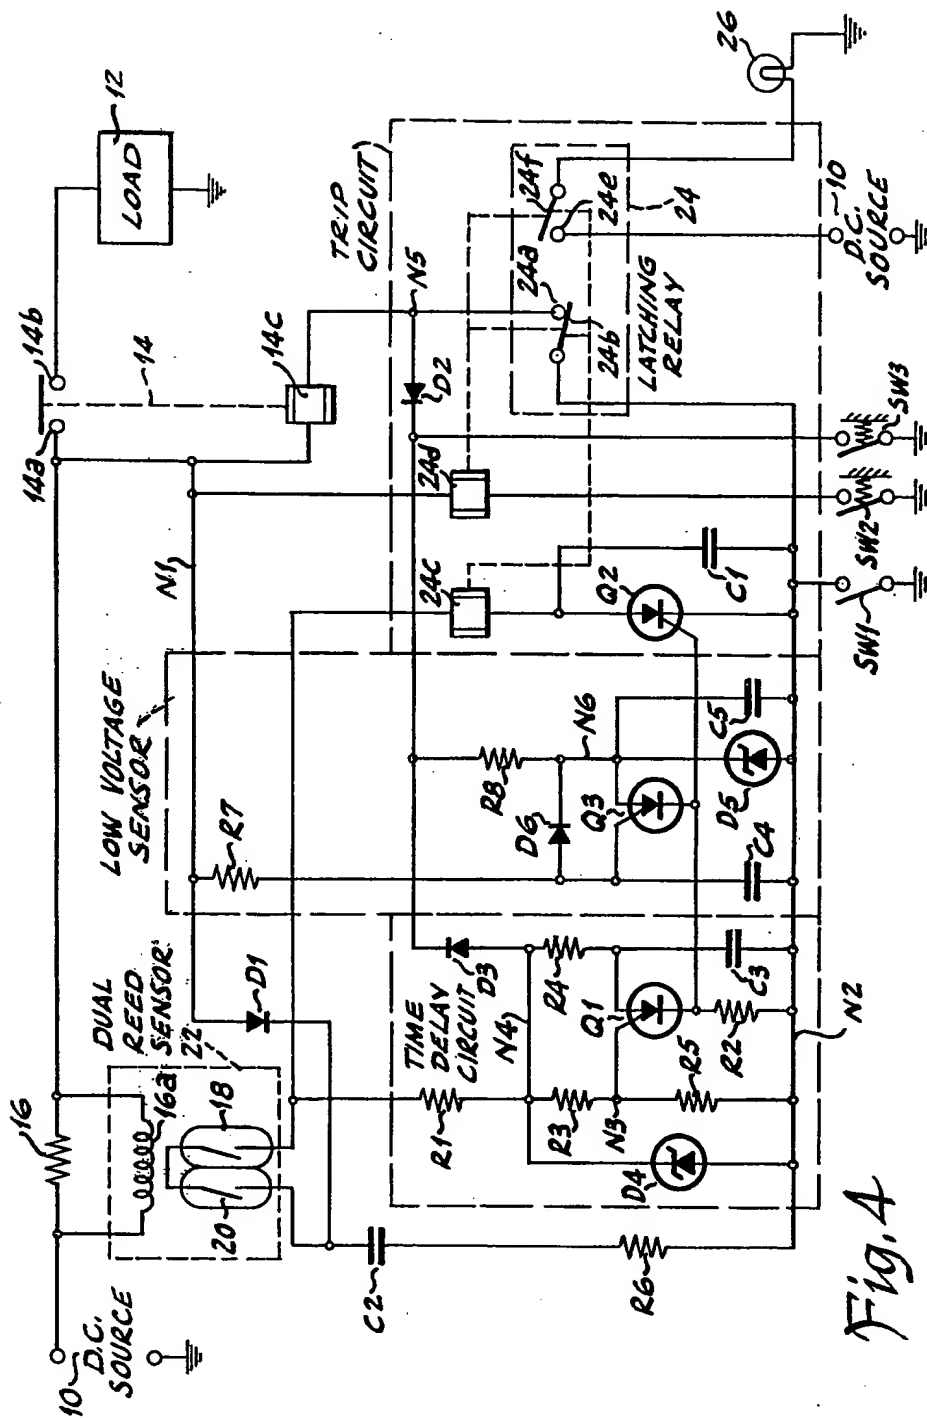 10
D.C.
SOURCE
16
DUAL
REED
SENSOR
22
16a
18
20
C2
R6
D1
N1
LOW VOLTAGE
SENSOR
R7
14a
14b
14
14c
LOAD
12
TRIP
CIRCUIT
N5
D2
24d
24c
TIME
DELAY
CIRCUIT
R1
D3
N4
R4
R3
N3
Q1
R5
R2
C3
D4
N2
R8
D6
N6
Q3
C4
D5
C5
Q2
C1
24a
24b
24f
24e
24
LATCHING
RELAY
26
SW1
SW2
SW3
10
D.C.
SOURCE
Fig. 4